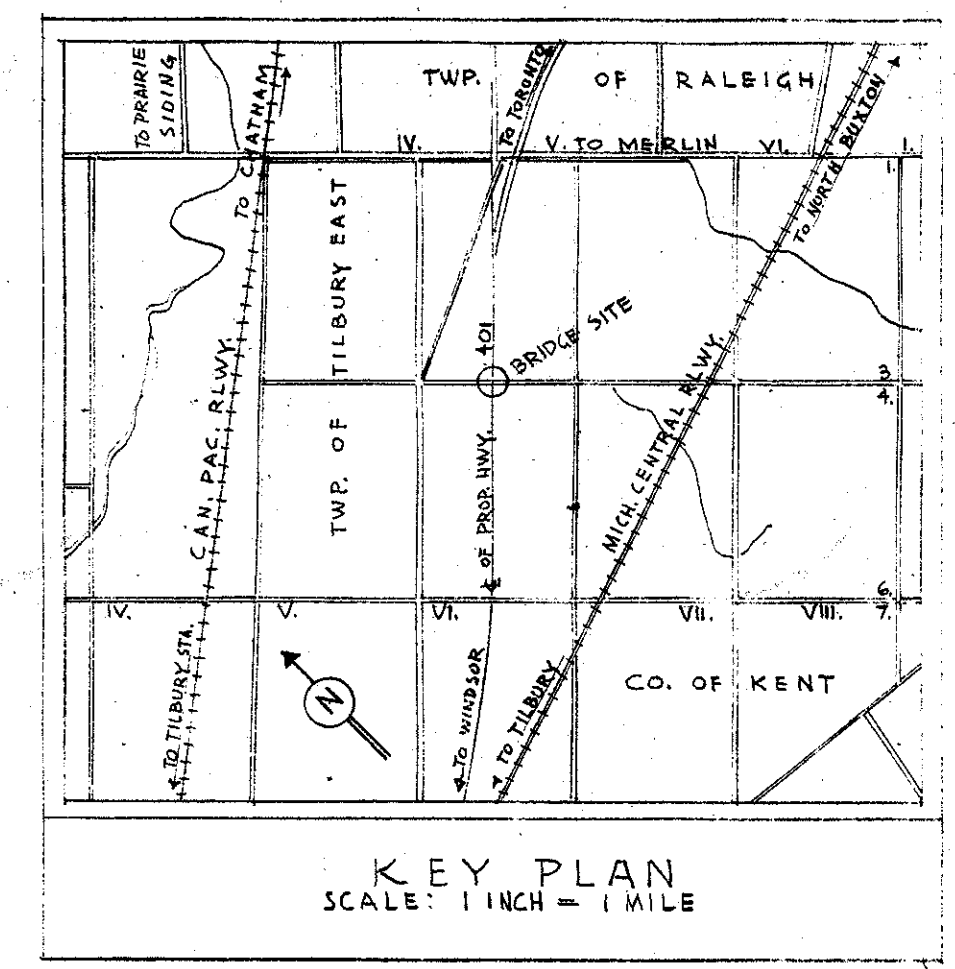 TO PRAIRIE
SIDING
TO CHATHAM
TWP. OF RALEIGH
TO TORONTO
IV.
V. TO MERLIN
VI.
I.
1.
TO NORTH BUXTON
TWP. OF TILBURY EAST
401
BRIDGE SITE
3
4.
CAN. PAC. RLWY.
OF PROP. HWY.
MICH. CENTRAL RLWY.
6.
7.
IV.
V.
VI.
VII.
VIII.
TO TILBURY STA.
N
TO WINDSOR
TO TILBURY
CO. OF KENT
KEY PLAN
SCALE: 1 INCH = 1 MILE